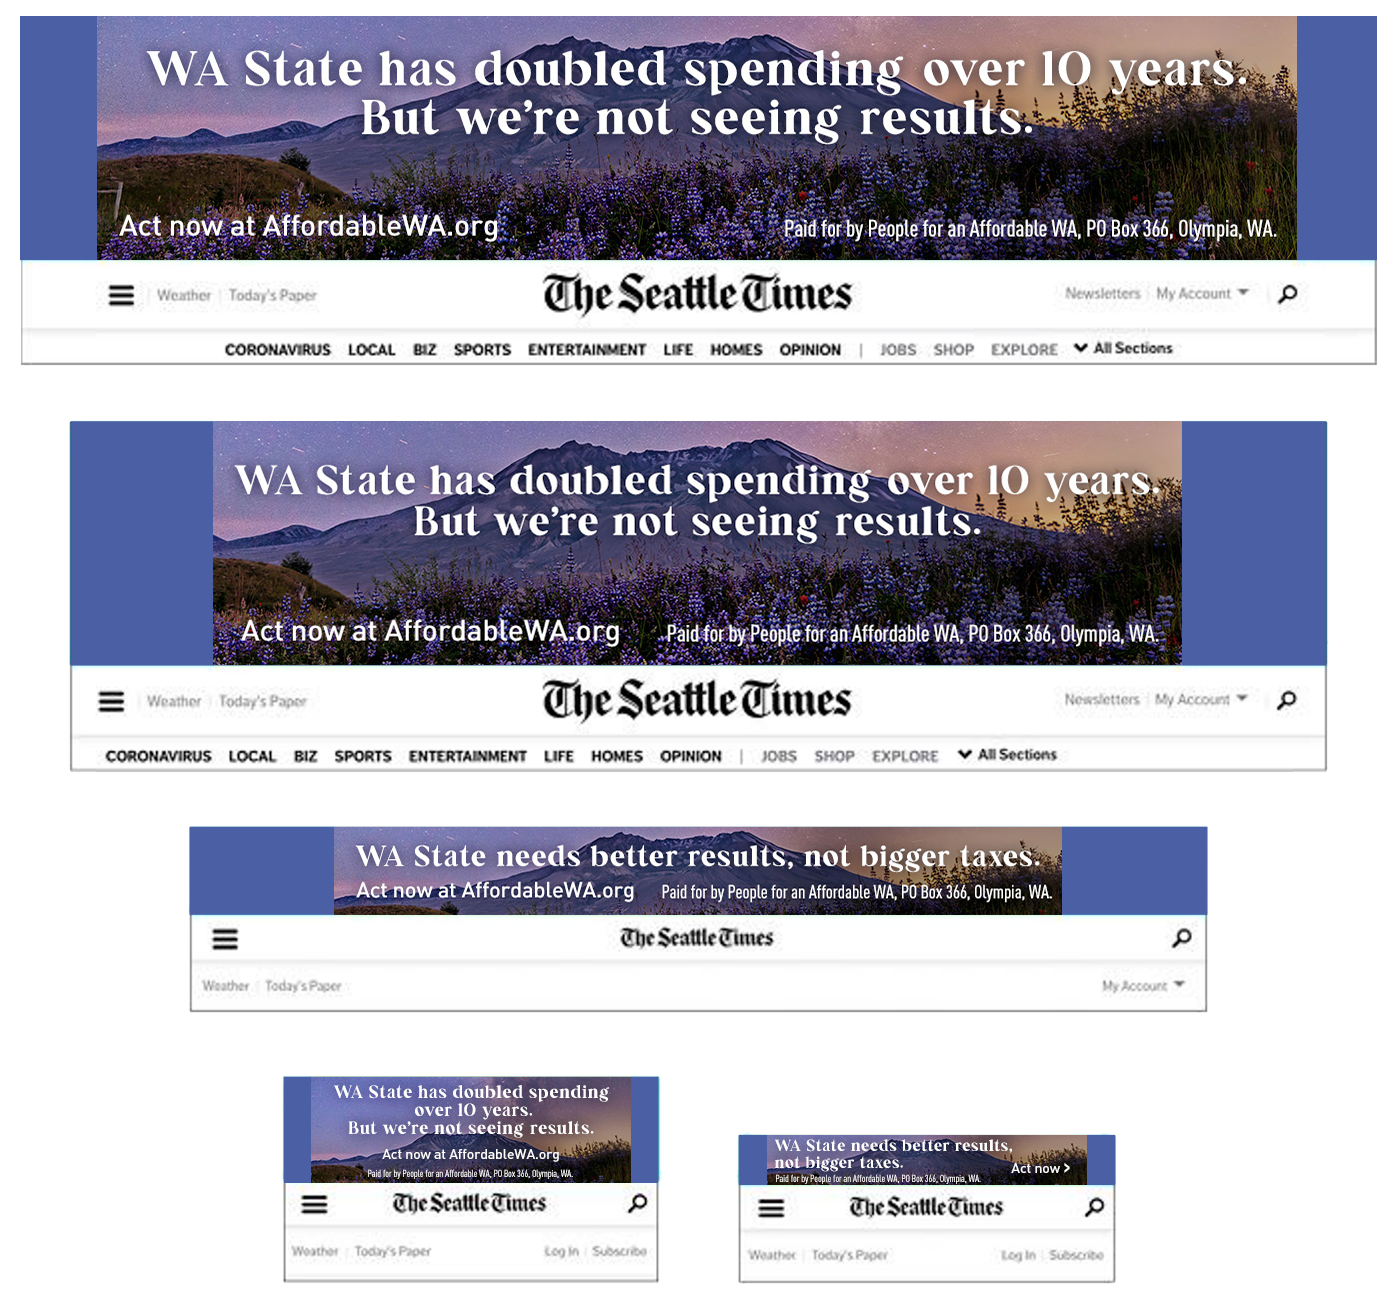 WA State has doubled spending over 10 years.
But we're not seeing results.
Act now at AffordableWA.org
Paid for by People for an Affordable WA, PO Box 366, Olympia, WA.
Weather | Today's Paper
The Seattle Times
Newsletters | My Account
CORONAVIRUS LOCAL BIZ SPORTS ENTERTAINMENT LIFE HOMES OPINION | JOBS SHOP EXPLORE All Sections
WA State has doubled spending over 10 years.
But we're not seeing results.
Act now at AffordableWA.org
Paid for by People for an Affordable WA, PO Box 366, Olympia, WA.
Weather | Today's Paper
The Seattle Times
Newsletters | My Account
CORONAVIRUS LOCAL BIZ SPORTS ENTERTAINMENT LIFE HOMES OPINION | JOBS SHOP EXPLORE All Sections
WA State needs better results, not bigger taxes.
Act now at AffordableWA.org
Paid for by People for an Affordable WA, PO Box 366, Olympia, WA.
The Seattle Times
Weather | Today's Paper
My Account
WA State has doubled spending
over 10 years.
But we're not seeing results.
Act now at AffordableWA.org
Paid for by People for an Affordable WA, PO Box 366, Olympia, WA.
The Seattle Times
Weather | Today's Paper
Log In | Subscribe
WA State needs better results,
not bigger taxes.
Act now >
Paid for by People for an Affordable WA, PO Box 366, Olympia, WA.
The Seattle Times
Weather | Today's Paper
Log In | Subscribe